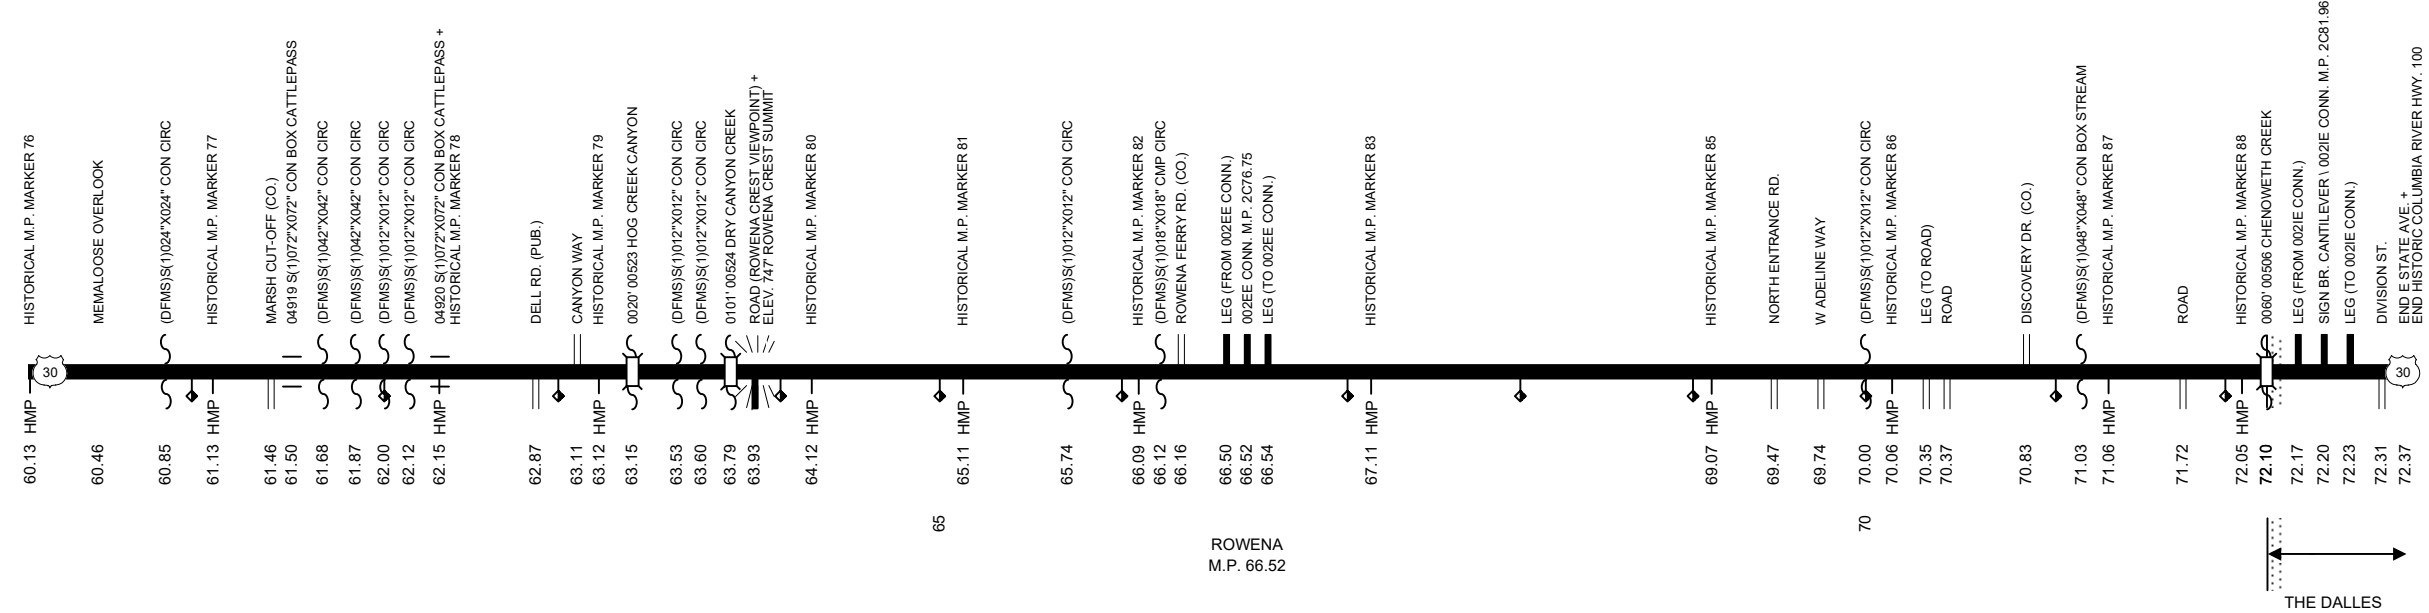 HISTORICAL M.P. MARKER 76
MEMALOOSE OVERLOOK
(DFMS)S(1)024"X024" CON CIRC
HISTORICAL M.P. MARKER 77
MARSH CUT-OFF (CO.)
04919 S(1)072"X072" CON BOX CATTLEPASS
(DFMS)S(1)042"X042" CON CIRC
(DFMS)S(1)042"X042" CON CIRC
(DFMS)S(1)012"X012" CON CIRC
(DFMS)S(1)012"X012" CON CIRC
04920 S(1)072"X072" CON BOX CATTLEPASS +
HISTORICAL M.P. MARKER 78
DELL RD. (PUB.)
CANYON WAY
HISTORICAL M.P. MARKER 79
0020' 00523 HOG CREEK CANYON
(DFMS)S(1)012"X012" CON CIRC
(DFMS)S(1)012"X012" CON CIRC
0101' 00524 DRY CANYON CREEK
ROAD (ROWENA CREST VIEWPOINT) +
ELEV. 747' ROWENA CREST SUMMIT
HISTORICAL M.P. MARKER 80
HISTORICAL M.P. MARKER 81
(DFMS)S(1)012"X012" CON CIRC
HISTORICAL M.P. MARKER 82
(DFMS)S(1)018"X018" CMP CIRC
ROWENA FERRY RD. (CO.)
LEG (FROM 002EE CONN.)
002EE CONN. M.P. 2C76.75
LEG (TO 002EE CONN.)
HISTORICAL M.P. MARKER 83
HISTORICAL M.P. MARKER 85
NORTH ENTRANCE RD.
W ADELINE WAY
(DFMS)S(1)012"X012" CON CIRC
HISTORICAL M.P. MARKER 86
LEG (TO ROAD)
ROAD
DISCOVERY DR. (CO.)
(DFMS)S(1)048"X048" CON BOX STREAM
HISTORICAL M.P. MARKER 87
ROAD
HISTORICAL M.P. MARKER 88
0060' 00506 CHENOWETH CREEK
LEG (FROM 002IE CONN.)
SIGN BR. CANTILEVER \ 002IE CONN. M.P. 2C81.96
LEG (TO 002IE CONN.)
DIVISION ST.
END E STATE AVE. +
END HISTORIC COLUMBIA RIVER HWY. 100
30
30
60.13 HMP
60.46
60.85
61.13 HMP
61.46
61.50
61.68
61.87
62.00
62.12
62.15 HMP
62.87
63.11
63.12 HMP
63.15
63.53
63.60
63.79
63.93
64.12 HMP
65.11 HMP
65.74
66.09 HMP
66.12
66.16
66.50
66.52
66.54
67.11 HMP
69.07 HMP
69.47
69.74
70.00
70.06 HMP
70.35
70.37
70.83
71.03
71.06 HMP
71.72
72.05 HMP
72.10
72.17
72.20
72.23
72.31
72.37
65
70
ROWENA
M.P. 66.52
THE DALLES